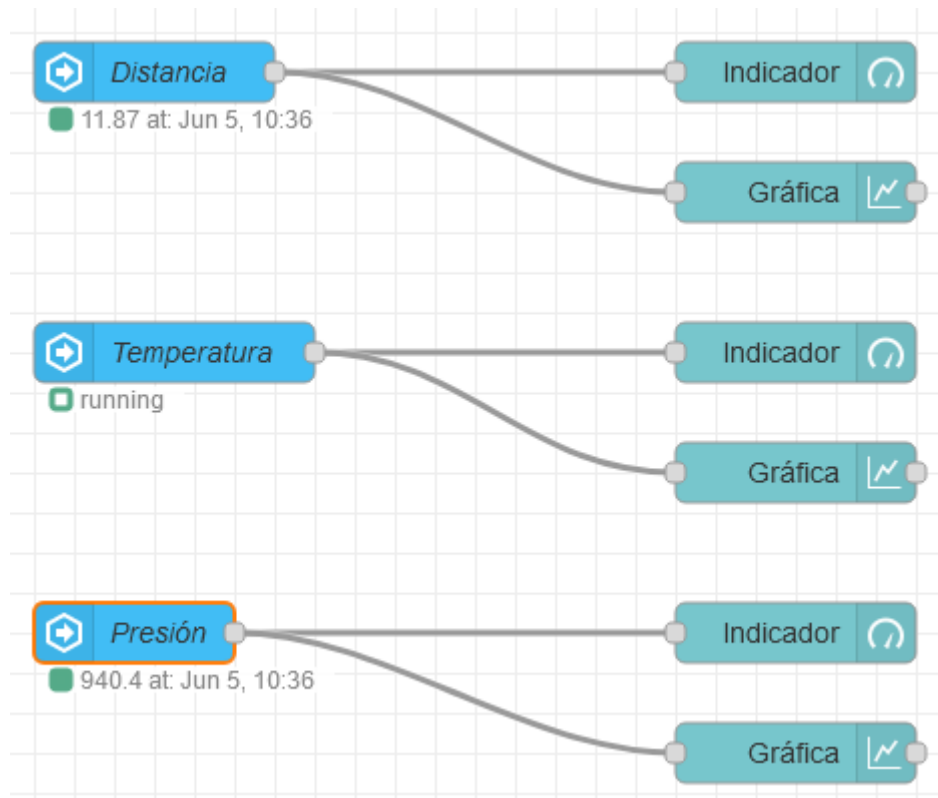 Distancia
Indicador
11.87 at: Jun 5, 10:36
Gráfica
Temperatura
Indicador
running
Gráfica
Presión
Indicador
940.4 at: Jun 5, 10:36
Gráfica